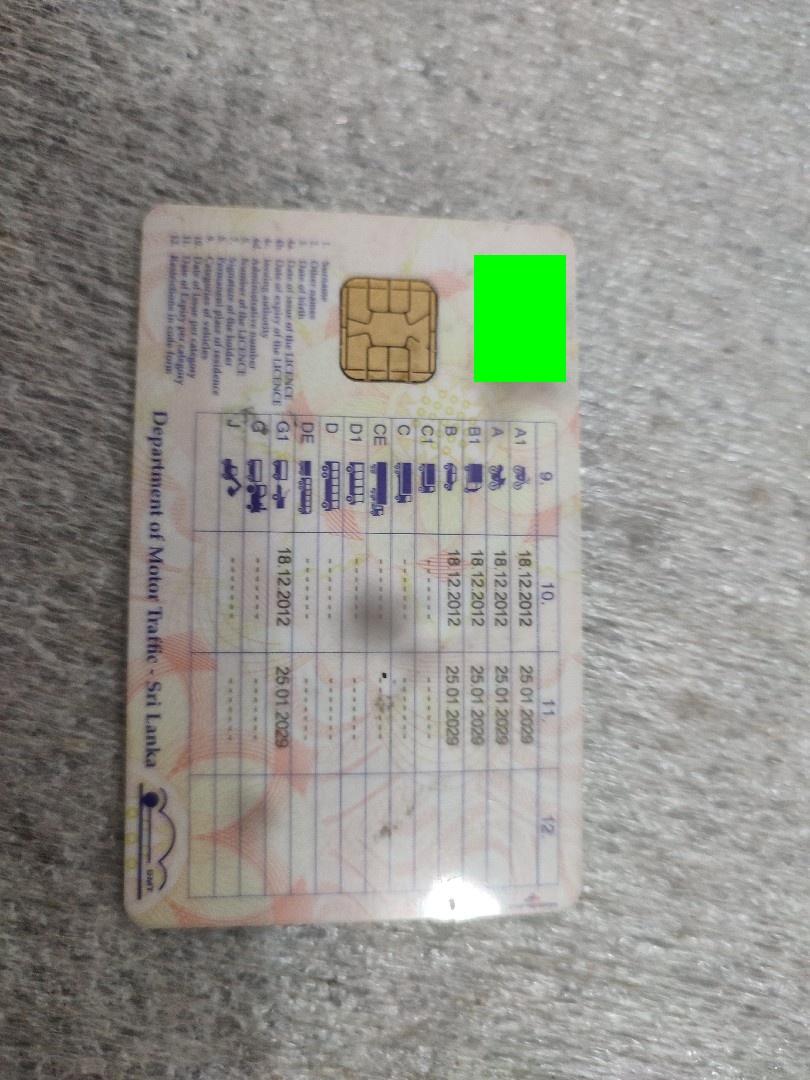 1. Surname
2. Other names
3. Date of birth
4a. Date of issue of the LICENCE
4b. Date of expiry of the LICENCE
4c. Issuing authority
4d. Administrative number
5. Number of the LICENCE
7. Signature of the holder
8. Permanent place of residence
9. Categories of vehicles
10. Date of Issue per category
11. Date of Expiry per category
12. Restrictions in code form
9. 10. 11. 12.
A1 18.12.2012 25 01 2029
A 18.12.2012 25 01 2029
B1 18.12.2012 25 01 2029
B 18.12.2012 25 01 2029
C1 ------- -------
C ------- -------
CE ------- -------
D1 ------- -------
D ------- -------
DE ------- -------
G1 18.12.2012 25 01 2029
G ------- -------
J ------- -------
Department of Motor Traffic - Sri Lanka
DMT